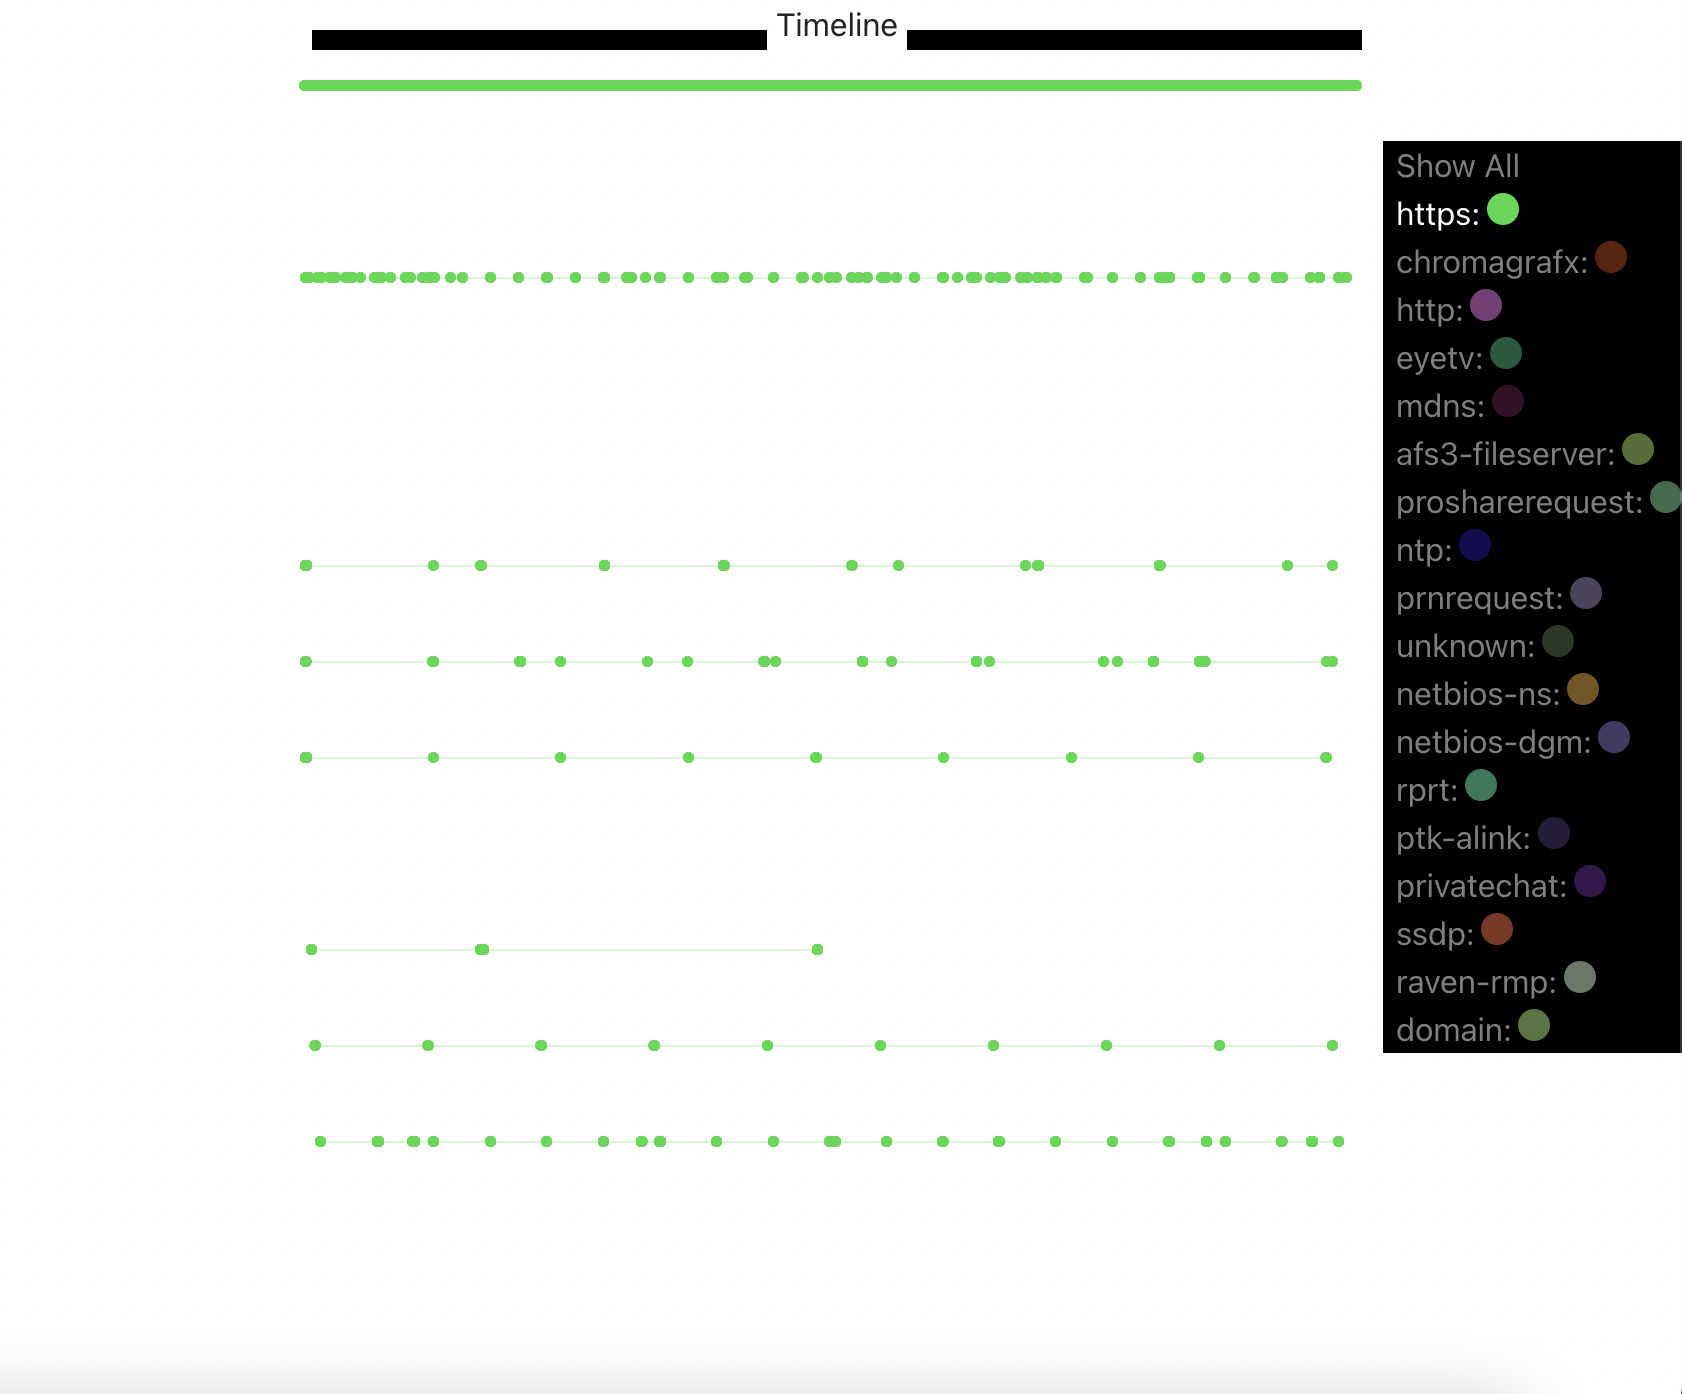 Timeline
Show All
https:
chromagrafx:
http:
eyetv:
mdns:
afs3-fileserver:
prosharerequest:
ntp:
prnrequest:
unknown:
netbios-ns:
netbios-dgm:
rprt:
ptk-alink:
privatechat:
ssdp:
raven-rmp:
domain: